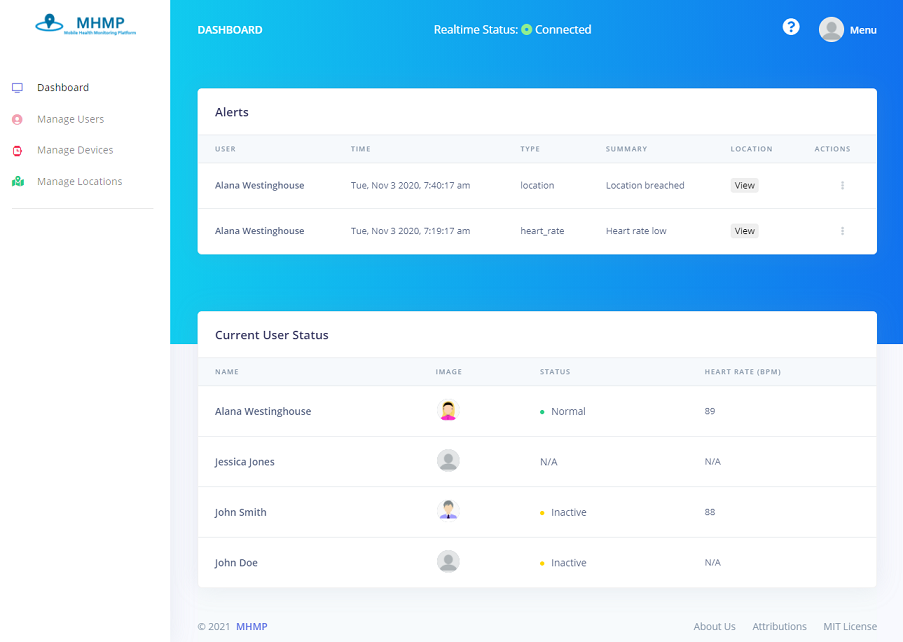 MHMP
Mobile Health Monitoring Platform
DASHBOARD
Realtime Status: Connected
?
Menu
Dashboard
Manage Users
Manage Devices
Manage Locations
Alerts
USER TIME TYPE SUMMARY LOCATION ACTIONS
Alana Westinghouse Tue, Nov 3 2020, 7:40:17 am location Location breached View
Alana Westinghouse Tue, Nov 3 2020, 7:19:17 am heart_rate Heart rate low View
Current User Status
NAME IMAGE STATUS HEART RATE (BPM)
Alana Westinghouse Normal 89
Jessica Jones N/A N/A
John Smith Inactive 88
John Doe Inactive N/A
© 2021 MHMP
About Us Attributions MIT License